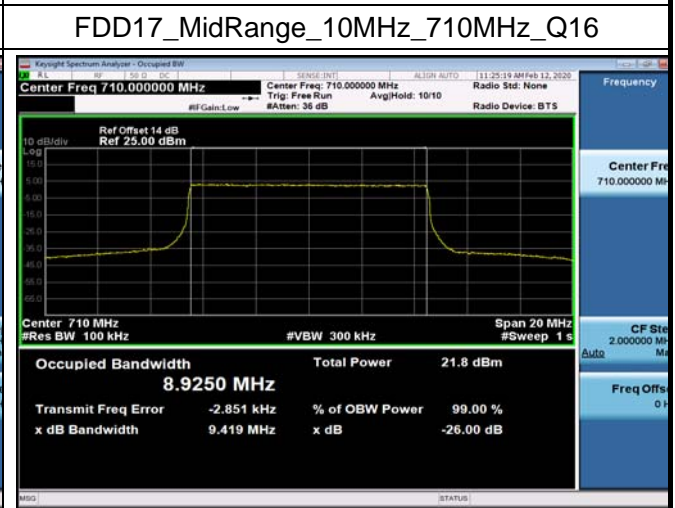 FDD17_MidRange_10MHz_710MHz_Q16
Keysight Spectrum Analyzer - Occupied BW
RL RF 50 Ω DC SENSE:INT ALIGN AUTO 11:25:19 AM Feb 12, 2020
Center Freq 710.000000 MHz Center Freq: 710.000000 MHz Radio Std: None Frequency
Trig: Free Run Avg|Hold: 10/10
#IFGain:Low #Atten: 36 dB Radio Device: BTS
Ref Offset 14 dB
10 dB/div Ref 25.00 dBm
Log
15.0
5.00
-5.00
-15.0
-25.0
-35.0
-45.0
-55.0
-65.0
Center Fre
710.000000 MH
Center 710 MHz Span 20 MHz
#Res BW 100 kHz #VBW 300 kHz #Sweep 1 s
CF Ste
2.000000 MH
Auto Ma
Occupied Bandwidth Total Power 21.8 dBm
8.9250 MHz
Freq Offs
0 H
Transmit Freq Error -2.851 kHz % of OBW Power 99.00 %
x dB Bandwidth 9.419 MHz x dB -26.00 dB
MSG STATUS